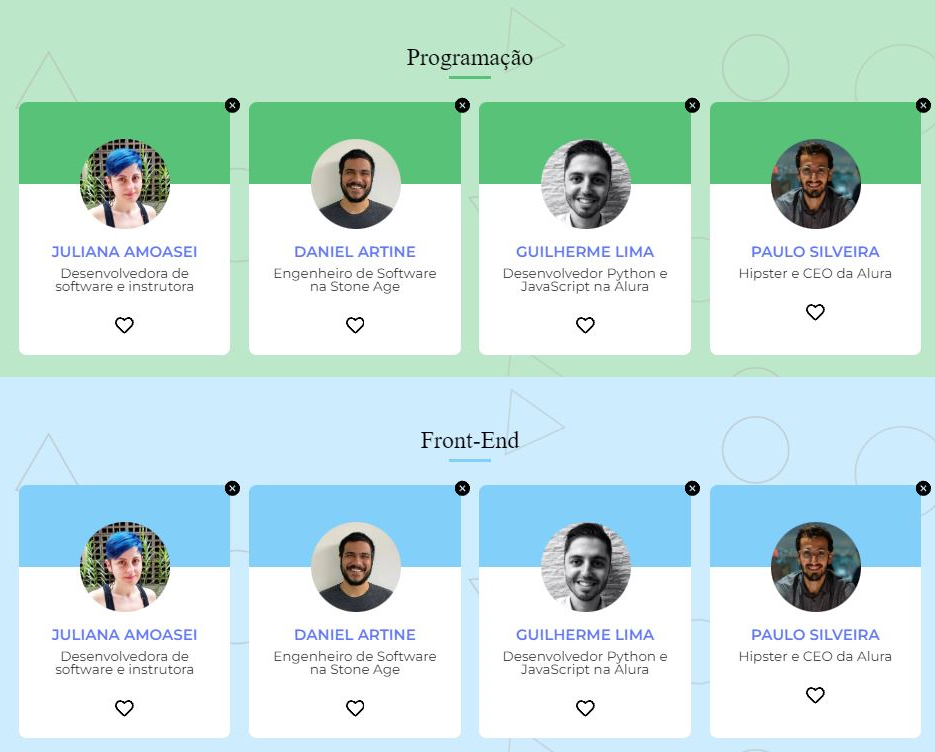 Programação
JULIANA AMOASEI
Desenvolvedora de
software e instrutora
DANIEL ARTINE
Engenheiro de Software
na Stone Age
GUILHERME LIMA
Desenvolvedor Python e
JavaScript na Alura
PAULO SILVEIRA
Hipster e CEO da Alura
Front-End
JULIANA AMOASEI
Desenvolvedora de
software e instrutora
DANIEL ARTINE
Engenheiro de Software
na Stone Age
GUILHERME LIMA
Desenvolvedor Python e
JavaScript na Alura
PAULO SILVEIRA
Hipster e CEO da Alura